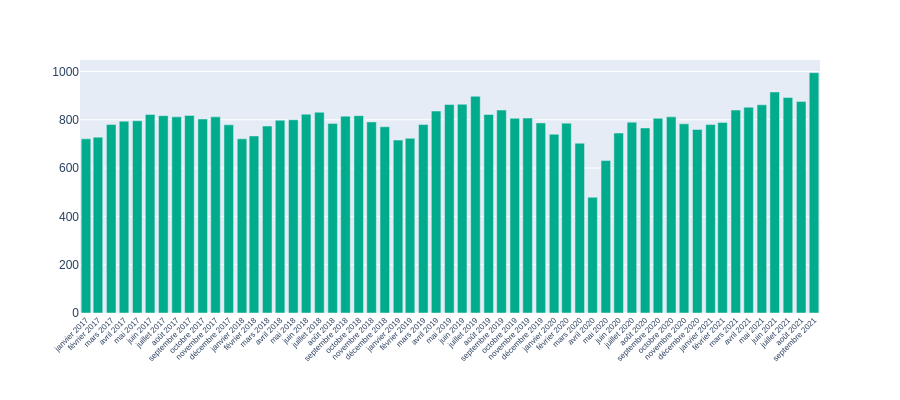 1000
800
600
400
200
0
janvier 2017
février 2017
mars 2017
avril 2017
mai 2017
juin 2017
juillet 2017
août 2017
septembre 2017
octobre 2017
novembre 2017
décembre 2017
janvier 2018
février 2018
mars 2018
avril 2018
mai 2018
juin 2018
juillet 2018
août 2018
septembre 2018
octobre 2018
novembre 2018
décembre 2018
janvier 2019
février 2019
mars 2019
avril 2019
mai 2019
juin 2019
juillet 2019
août 2019
septembre 2019
octobre 2019
novembre 2019
décembre 2019
janvier 2020
février 2020
mars 2020
avril 2020
mai 2020
juin 2020
juillet 2020
août 2020
septembre 2020
octobre 2020
novembre 2020
décembre 2020
janvier 2021
février 2021
mars 2021
avril 2021
mai 2021
juin 2021
juillet 2021
août 2021
septembre 2021